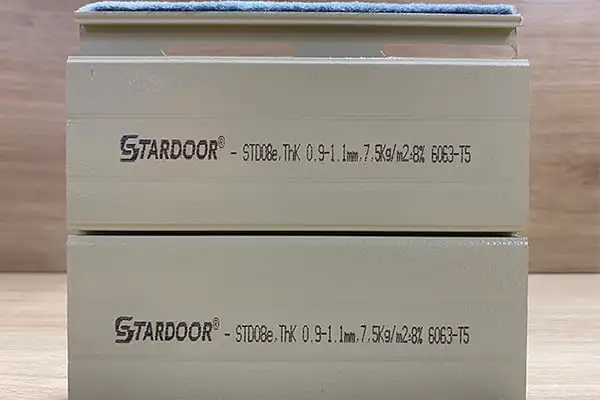 STARDOOR® - STD08e,Thk 0.9-1.1mm,7,5Kg/m2±8% 6063-T5
STARDOOR® - STD08e,Thk 0.9-1.1mm,7.5Kg/m2±8% 6063-T5